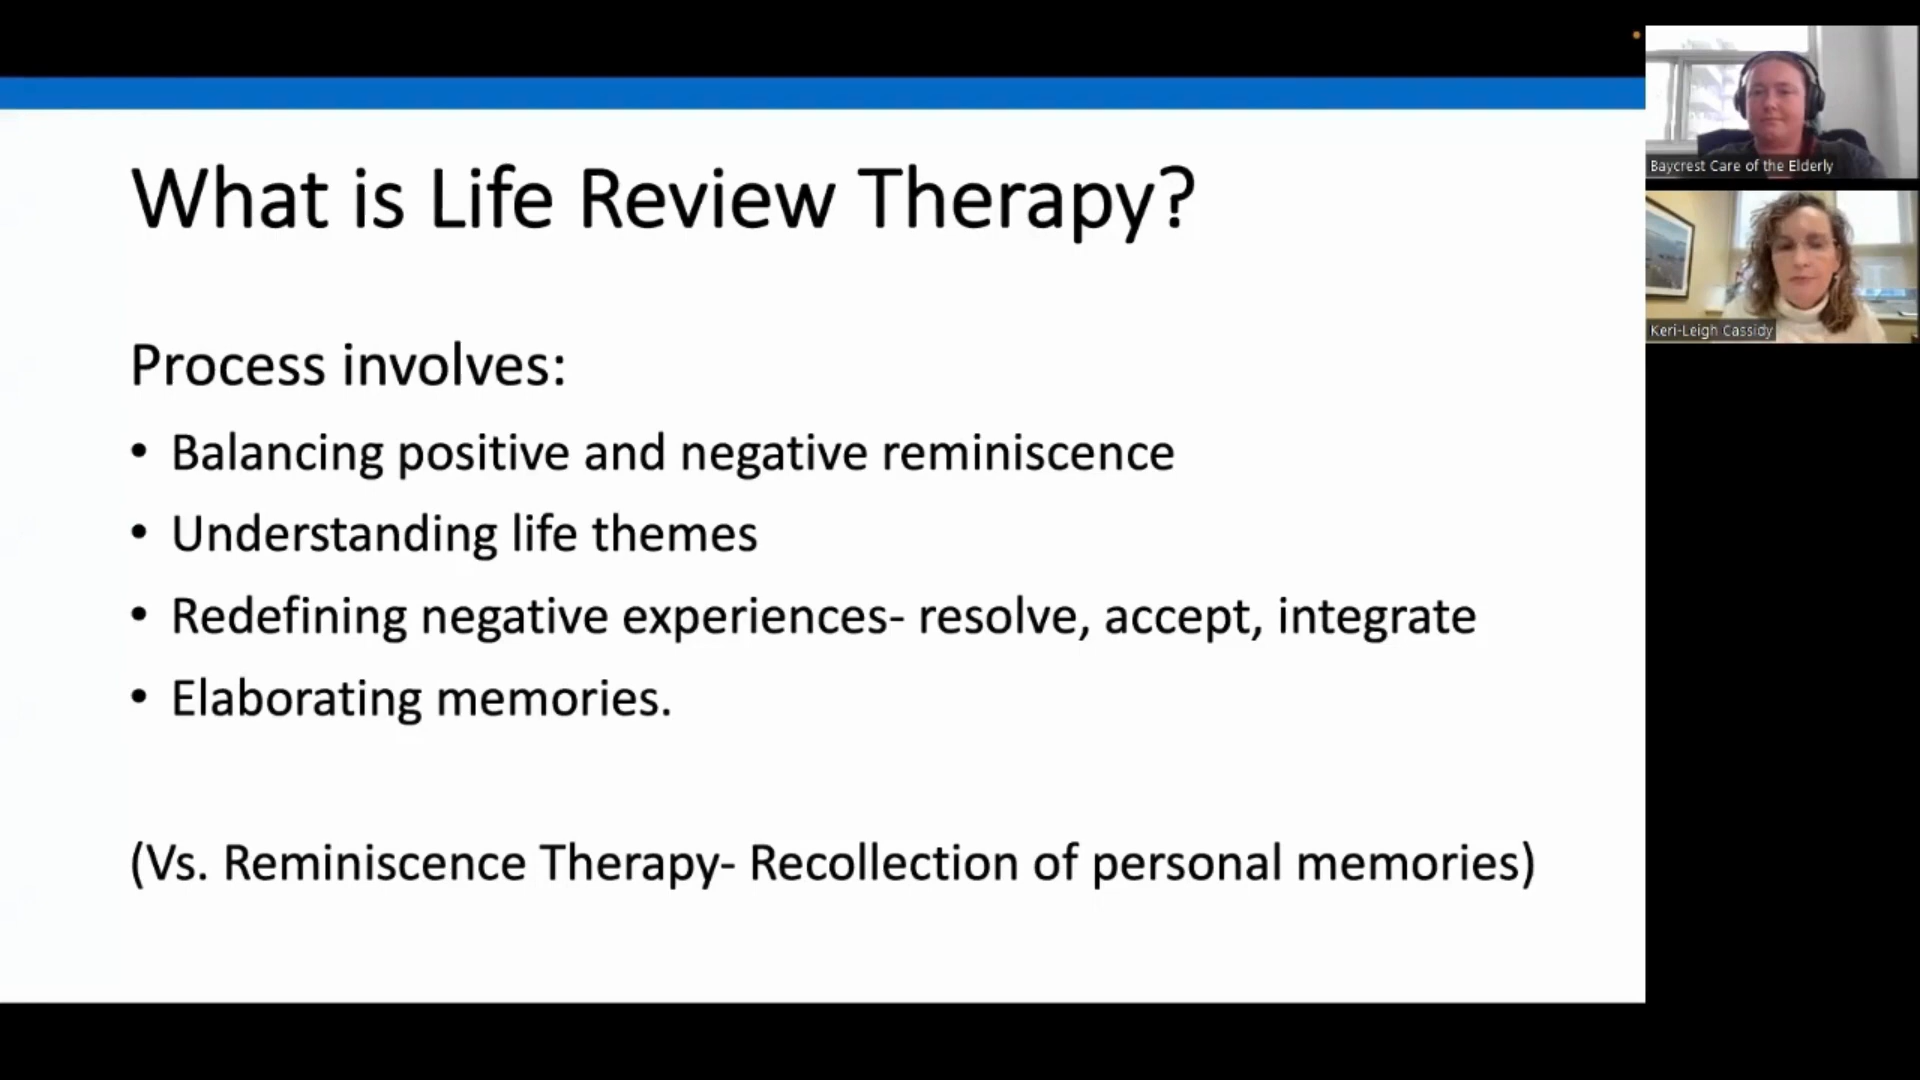 What is Life Review Therapy?
Process involves:
• Balancing positive and negative reminiscence
• Understanding life themes
• Redefining negative experiences- resolve, accept, integrate
• Elaborating memories.
(Vs. Reminiscence Therapy- Recollection of personal memories)
Baycrest Care of the Elderly
Keri-Leigh Cassidy